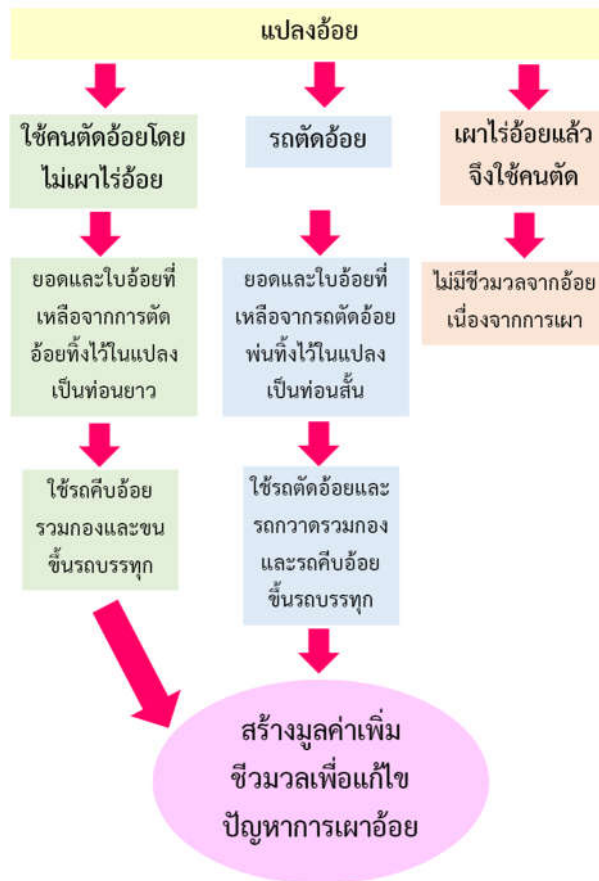 แปลงอ้อย
ใช้คนตัดอ้อยโดย
ไม่เผาไร่อ้อย
ยอดและใบอ้อยที่
เหลือจากการตัด
อ้อยทิ้งไว้ในแปลง
เป็นท่อนยาว
ใช้รถคีบอ้อย
รวมกองและขน
ขึ้นรถบรรทุก
รถตัดอ้อย
ยอดและใบอ้อยที่
เหลือจากรถตัดอ้อย
พ่นทิ้งไว้ในแปลง
เป็นท่อนสั้น
ใช้รถตัดอ้อยและ
รถกวาดรวมกอง
และรถคีบอ้อย
ขึ้นรถบรรทุก
เผาไร่อ้อยแล้ว
จึงใช้คนตัด
ไม่มีชีวมวลจากอ้อย
เนื่องจากการเผา
สร้างมูลค่าเพิ่ม
ชีวมวลเพื่อแก้ไข
ปัญหาการเผาอ้อย